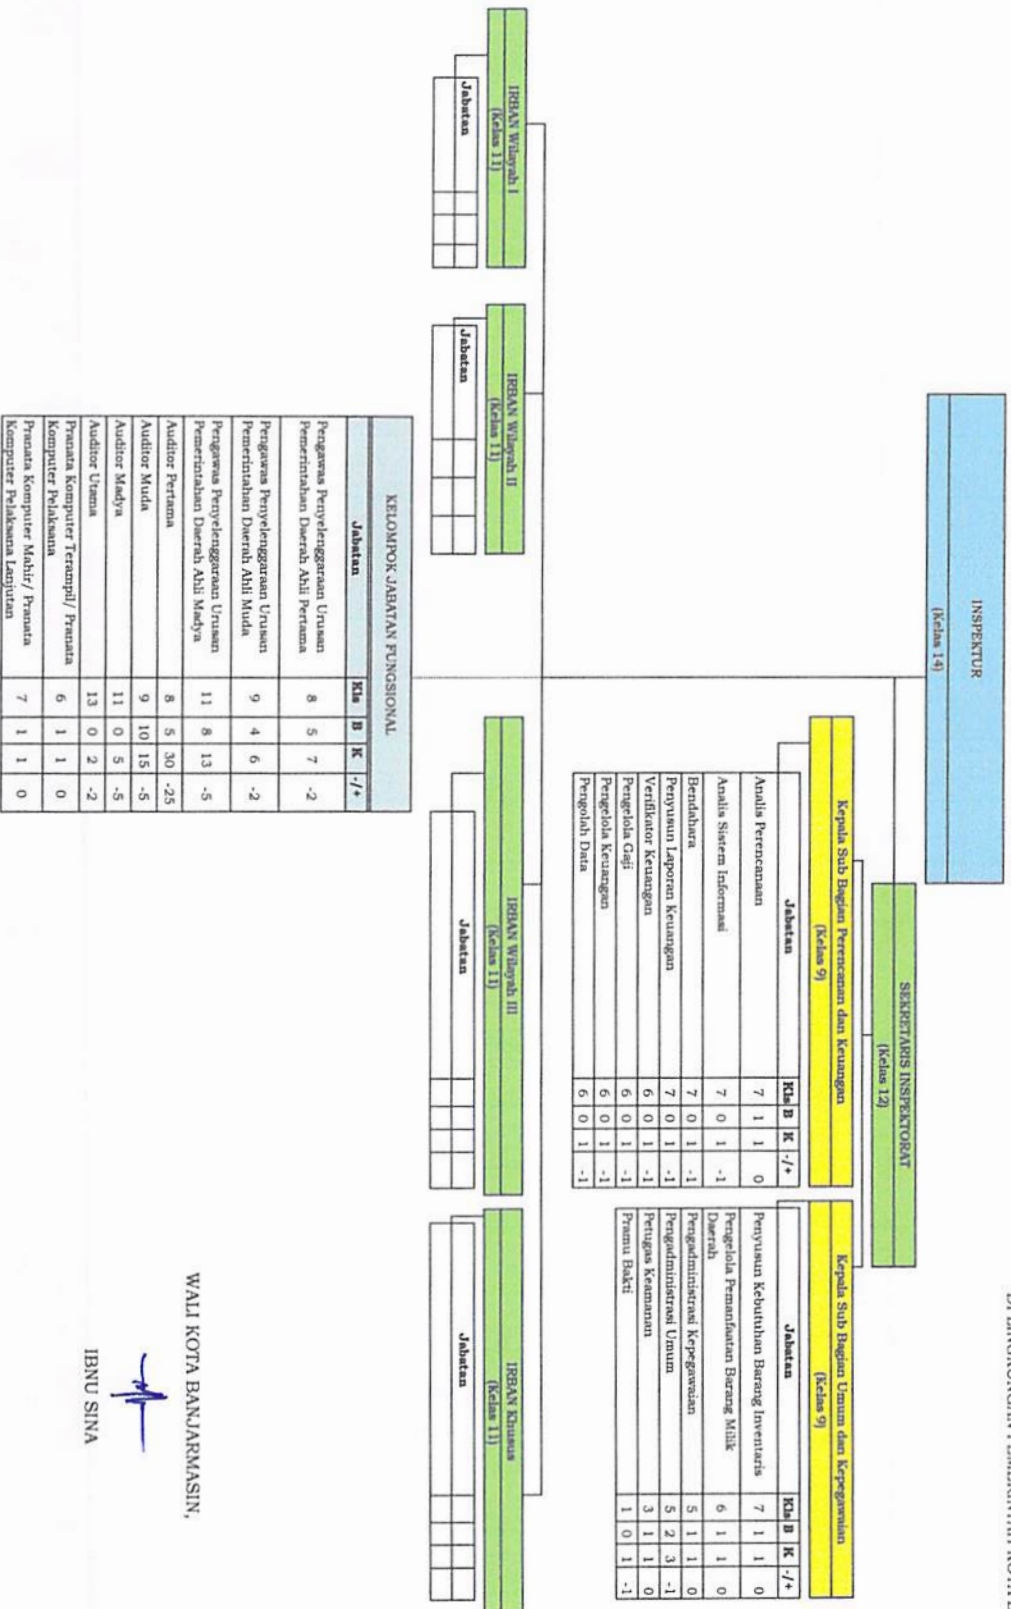 INSPEKTUR
(Kelas 14)
SEKRETARIS INSPEKTORAT
(Kelas 12)
Kepala Sub Bagian Perencanan dan Keuangan
(Kelas 9)
Jabatan Kls B K -/+
Analis Perencanaan 7 1 1 0
Analis Sistem Informasi 7 0 1 -1
Bendahara 7 0 1 -1
Penyusun Laporan Keuangan 7 0 1 -1
Verifikator Keuangan 6 0 1 -1
Pengelola Gaji 6 0 1 -1
Pengelola Keuangan 6 0 1 -1
Pengolah Data 6 0 1 -1
Kepala Sub Bagian Umum dan Kepegawaian
(Kelas 9)
Jabatan Kls B K -/+
Penyusun Kebutuhan Barang Inventaris 7 1 1 0
Pengelola Pemanfaatan Barang Milik
Daerah 6 1 1 0
Pengadministrasi Kepegawaian 5 1 1 0
Pengadministrasi Umum 5 2 3 -1
Petugas Keamanan 3 1 1 0
Pramu Bakti 1 0 1 -1
IRBAN Wilayah I
(Kelas 11)
Jabatan
IRBAN Wilayah II
(Kelas 11)
Jabatan
IRBAN Wilayah III
(Kelas 11)
Jabatan
IRBAN Khusus
(Kelas 11)
Jabatan
KELOMPOK JABATAN FUNGSIONAL
Jabatan Kls B K -/+
Pengawas Penyelenggaraan Urusan
Pemerintahan Daerah Ahli Pertama 8 5 7 -2
Pengawas Penyelenggaraan Urusan
Pemerintahan Daerah Ahli Muda 9 4 6 -2
Pengawas Penyelenggaraan Urusan
Pemerintahan Daerah Ahli Madya 11 8 13 -5
Auditor Pertama 8 5 30 -25
Auditor Muda 9 10 15 -5
Auditor Madya 11 0 5 -5
Auditor Utama 13 0 2 -2
Pranata Komputer Terampil/ Pranata
Komputer Pelaksana 6 1 1 0
Pranata Komputer Mahir/ Pranata
Komputer Pelaksana Lanjutan 7 1 1 0
WALI KOTA BANJARMASIN,
IBNU SINA